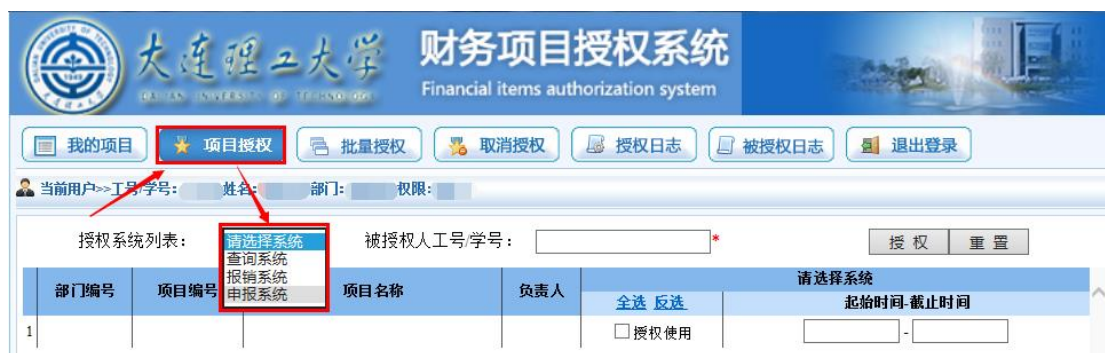 大连理工大学 财务项目授权系统
DALIAN UNIVERSITY OF TECHNOLOGY Financial items authorization system
我的项目 项目授权 批量授权 取消授权 授权日志 被授权日志 退出登录
当前用户>>工号/学号: 姓名: 部门: 权限:
授权系统列表: 请选择系统 被授权人工号/学号: * 授 权 重 置
查询系统
报销系统
申报系统
部门编号 项目编号 项目名称 负责人 请选择系统
全选 反选 起始时间-截止时间
1 授权使用 -